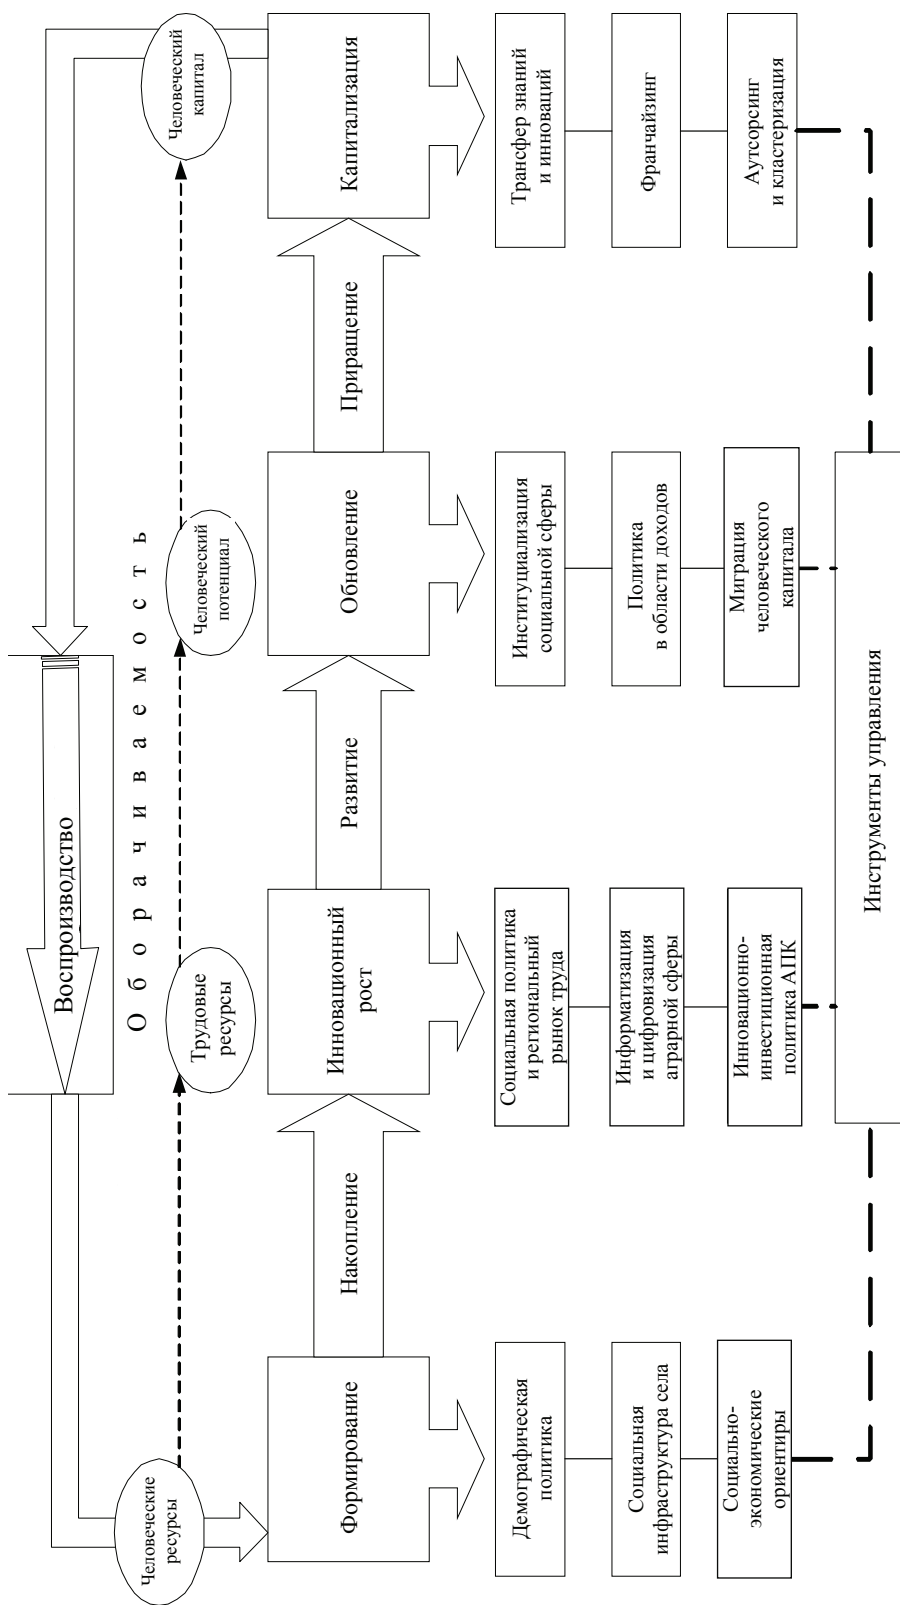 Воспроизводство
Оборачиваемость
Человеческие
ресурсы
Трудовые
ресурсы
Человеческий
потенциал
Человеческий
капитал
Формирование
Накопление
Инновационный
рост
Развитие
Обновление
Приращение
Капитализация
Демографическая
политика
Социальная политика
и региональный
рынок труда
Институциализация
социальной сферы
Трансфер знаний
и инноваций
Социальная
инфраструктура села
Информатизация
и цифровизация
аграрной сферы
Политика
в области доходов
Франчайзинг
Социально-
экономические
ориентиры
Инновационно-
инвестиционная
политика АПК
Миграция
человеческого
капитала
Аутсорсинг
и кластеризация
Инструменты управления